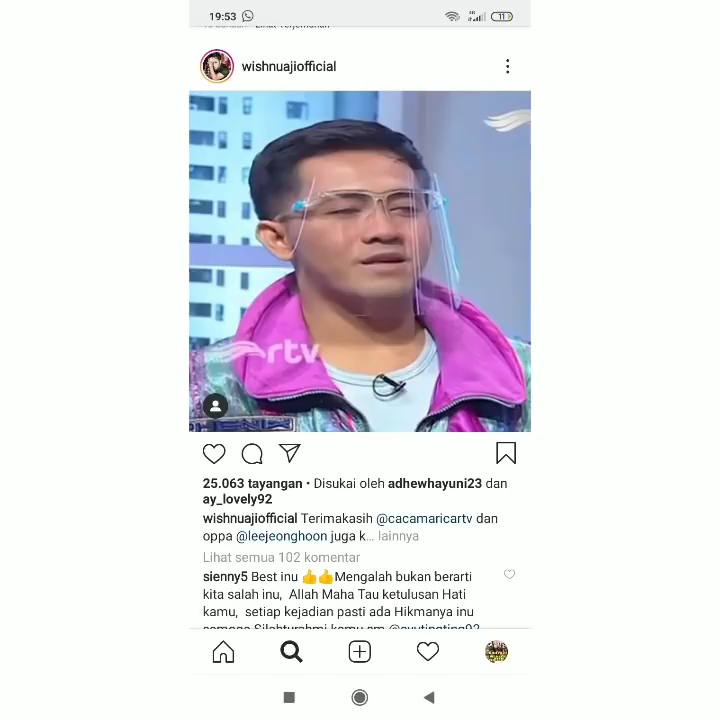 19:53
11
wishnuajiofficial
rtv
25.063 tayangan • Disukai oleh adhewhayuni23 dan
ay_lovely92
wishnuajiofficial Terimakasih @cacamaricartv dan
oppa @leejeonghoon juga k... lainnya
Lihat semua 102 komentar
sienny5 Best inu 👍👍Mengalah bukan berarti
kita salah inu, Allah Maha Tau ketulusan Hati
kamu, setiap kejadian pasti ada Hikmanya inu